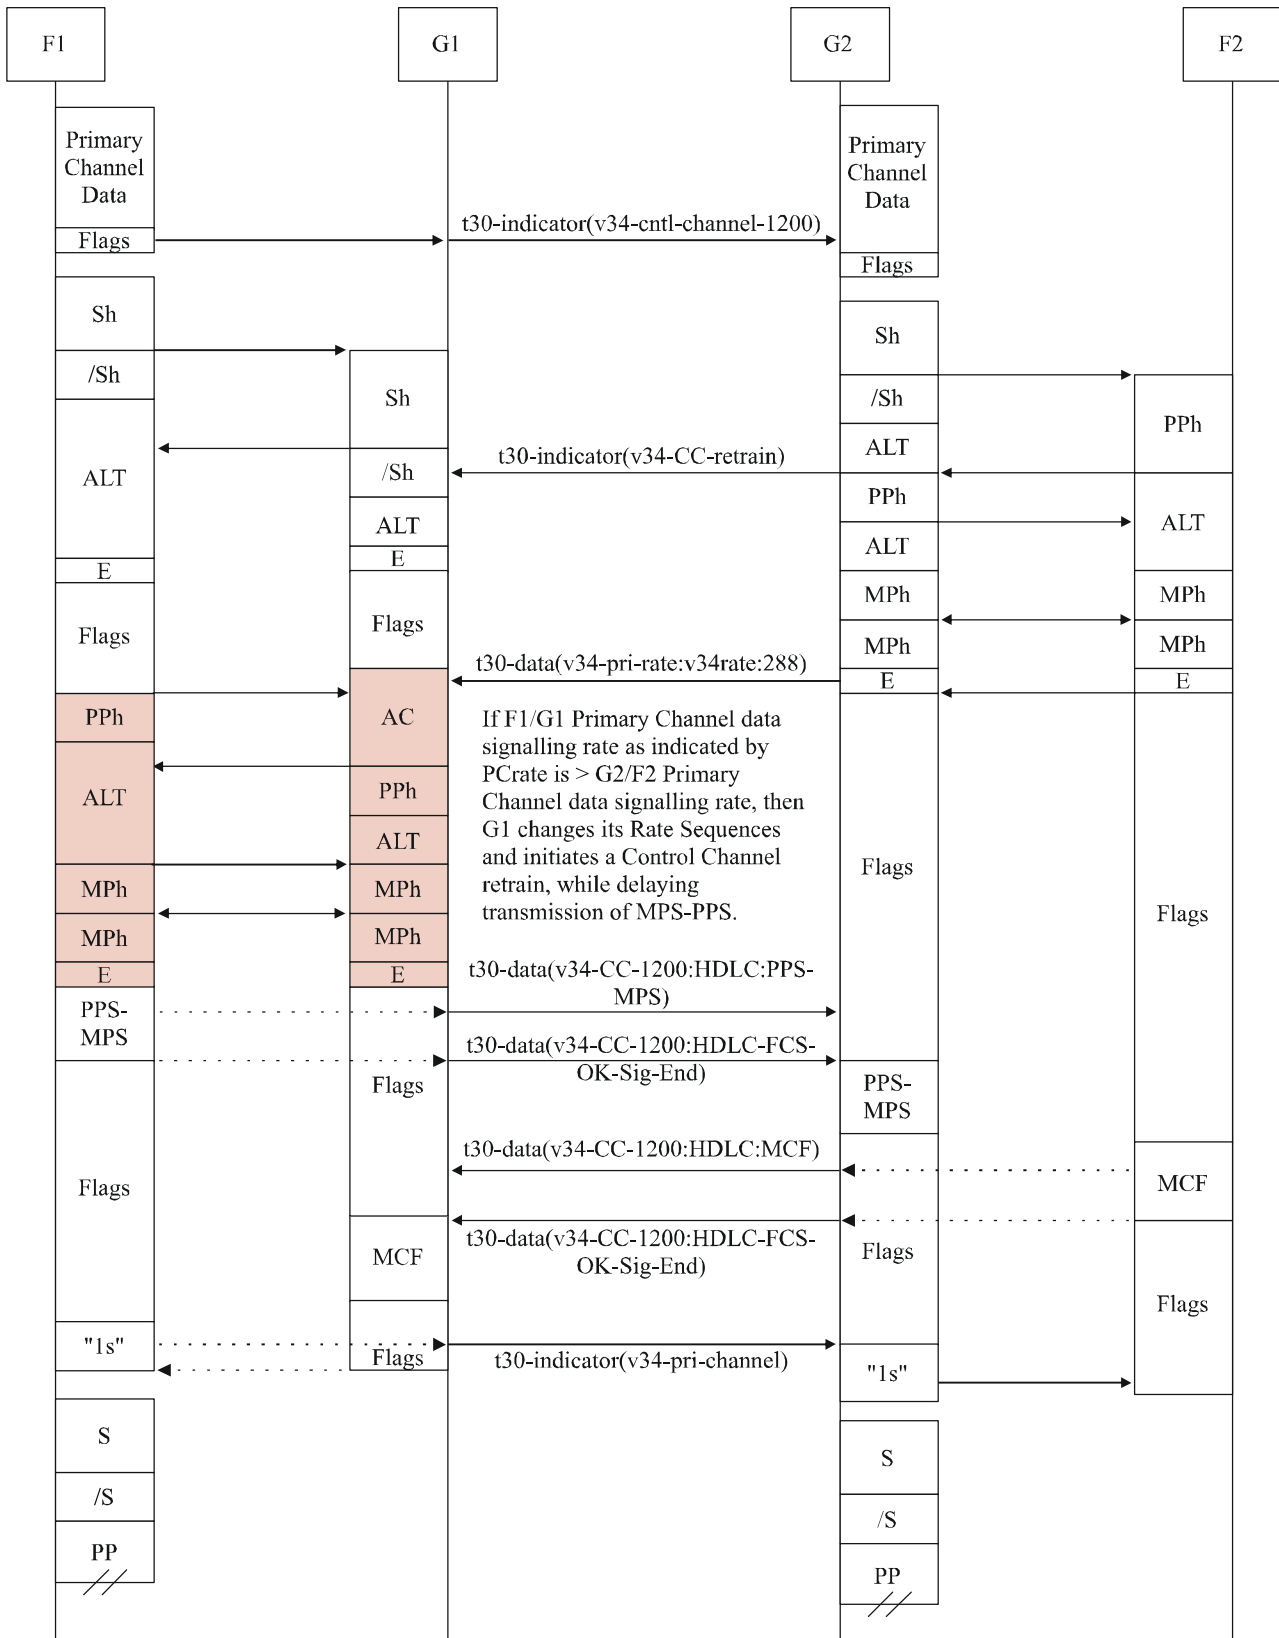 F1
G1
G2
F2
Primary
Channel
Data
Flags
t30-indicator(v34-cntl-channel-1200)
Primary
Channel
Data
Flags
Sh
/Sh
ALT
E
Flags
PPh
ALT
MPh
MPh
E
PPS-
MPS
Flags
"1s"
S
/S
PP
Sh
/Sh
ALT
E
Flags
AC
PPh
ALT
MPh
MPh
E
Flags
MCF
Flags
t30-indicator(v34-CC-retrain)
t30-data(v34-pri-rate:v34rate:288)
If F1/G1 Primary Channel data
signalling rate as indicated by
PCrate is > G2/F2 Primary
Channel data signalling rate, then
G1 changes its Rate Sequences
and initiates a Control Channel
retrain, while delaying
transmission of MPS-PPS.
t30-data(v34-CC-1200:HDLC:PPS-
MPS)
t30-data(v34-CC-1200:HDLC-FCS-
OK-Sig-End)
t30-data(v34-CC-1200:HDLC:MCF)
t30-data(v34-CC-1200:HDLC-FCS-
OK-Sig-End)
t30-indicator(v34-pri-channel)
Sh
/Sh
ALT
PPh
ALT
MPh
MPh
E
Flags
PPS-
MPS
Flags
"1s"
S
/S
PP
PPh
ALT
MPh
MPh
E
Flags
MCF
Flags